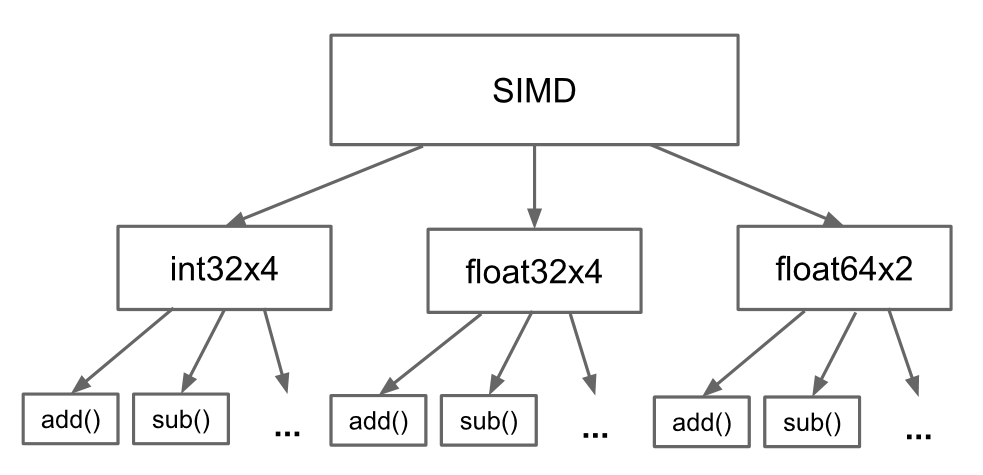 SIMD
int32x4
float32x4
float64x2
add()
sub()
...
add()
sub()
...
add()
sub()
...